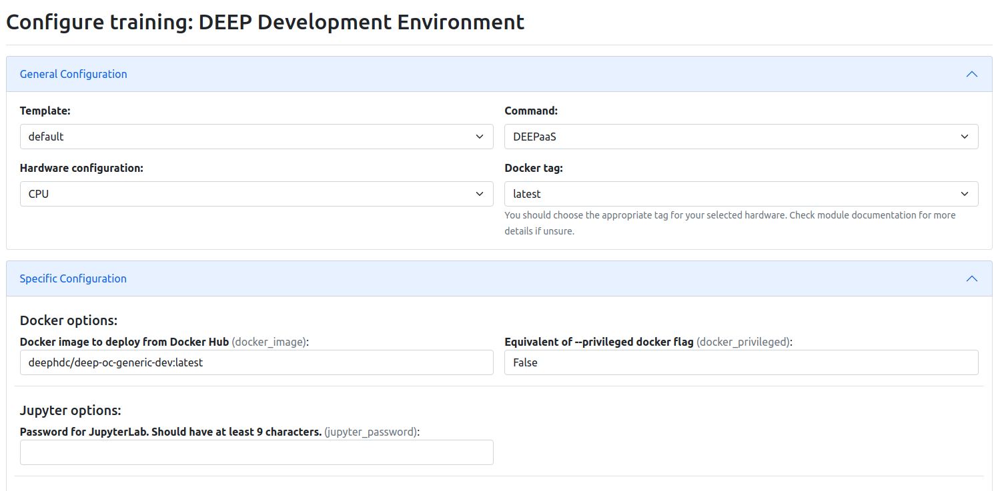 Configure training: DEEP Development Environment
General Configuration
Template:
default
Command:
DEEPaaS
Hardware configuration:
CPU
Docker tag:
latest
You should choose the appropriate tag for your selected hardware. Check module documentation for more
details if unsure.
Specific Configuration
Docker options:
Docker image to deploy from Docker Hub (docker_image):
deephdc/deep-oc-generic-dev:latest
Equivalent of --privileged docker flag (docker_privileged):
False
Jupyter options:
Password for JupyterLab. Should have at least 9 characters. (jupyter_password):